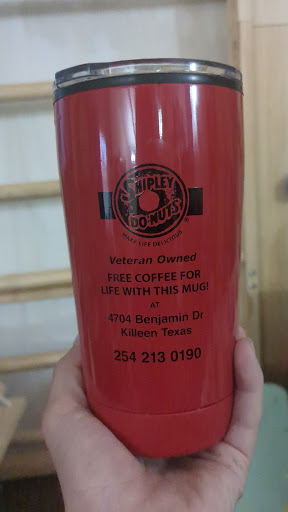 SHIPLEY
DO-NUTS
MAKE LIFE DELICIOUS
Veteran Owned
FREE COFFEE FOR
LIFE WITH THIS MUG!
AT
4704 Benjamin Dr
Killeen Texas
254 213 0190